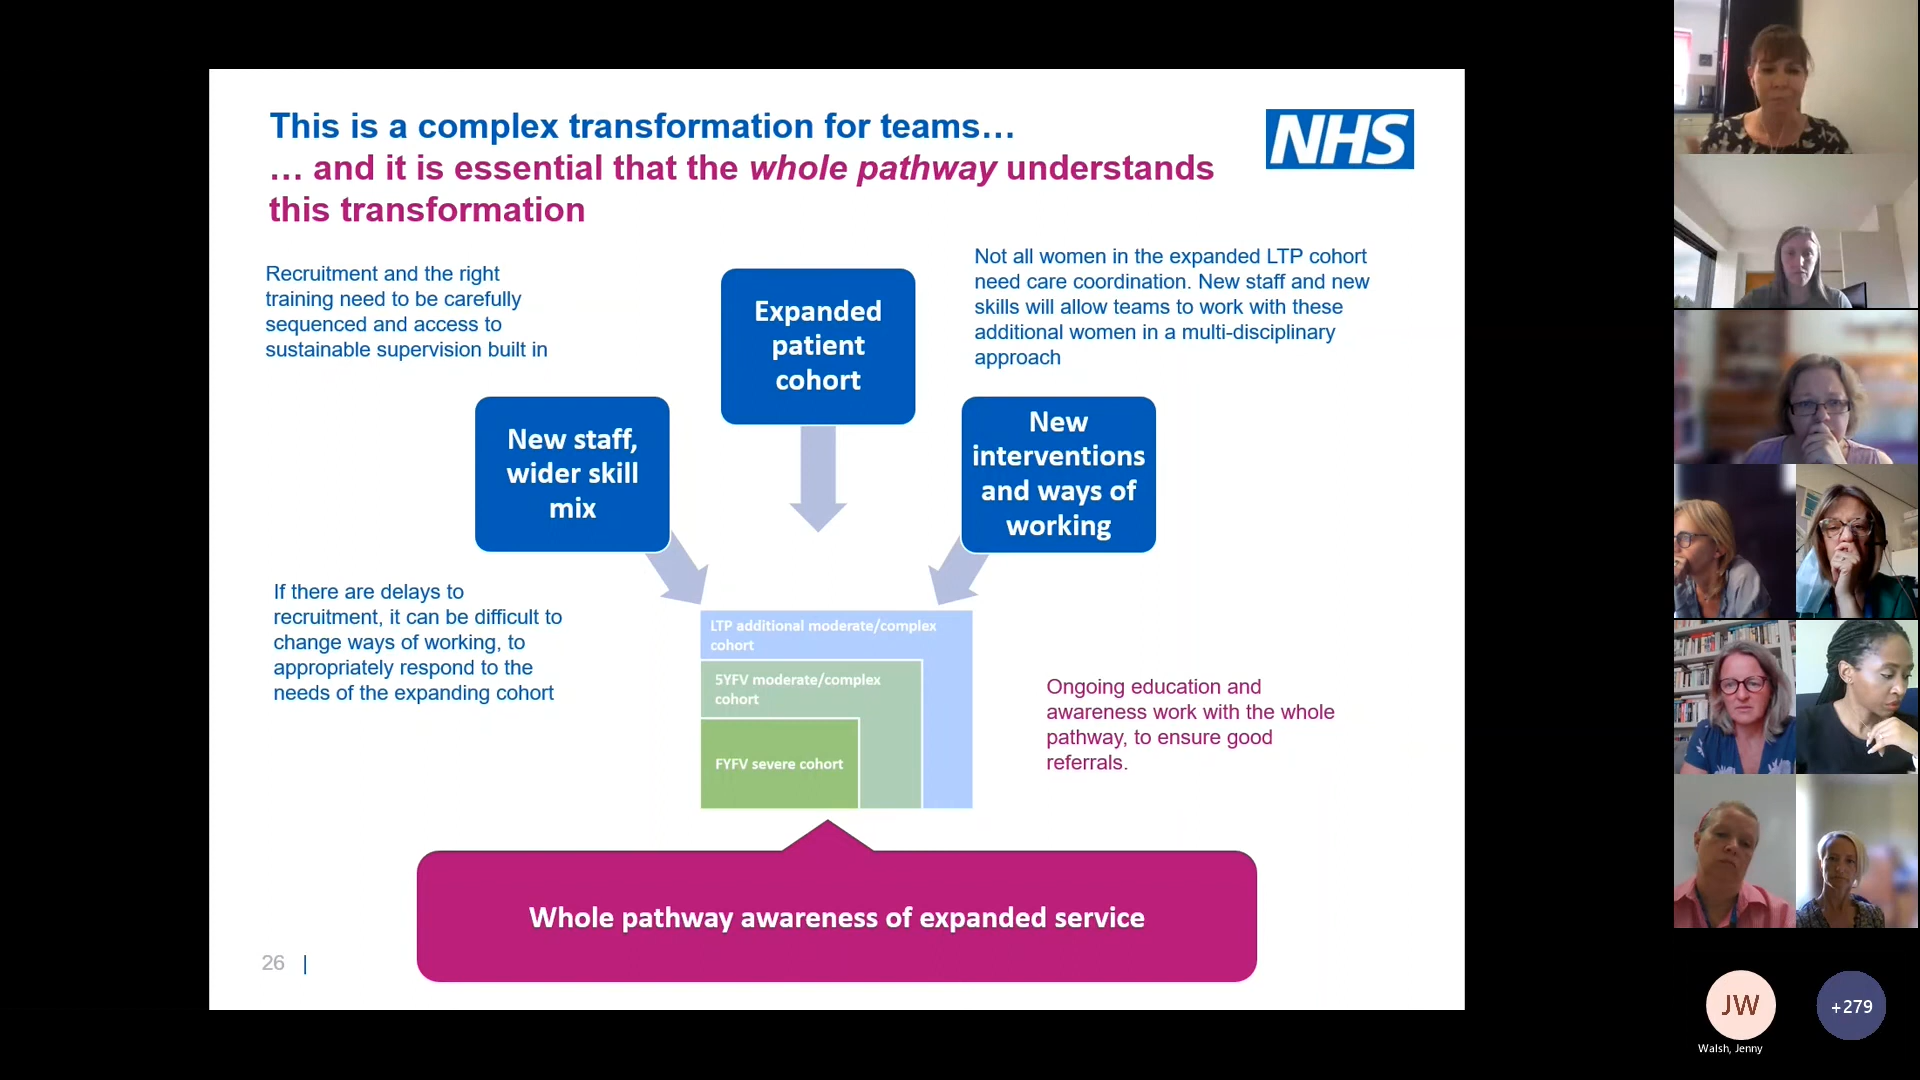 This is a complex transformation for teams…
… and it is essential that the whole pathway understands
this transformation
NHS
Recruitment and the right
training need to be carefully
sequenced and access to
sustainable supervision built in
Expanded
patient
cohort
Not all women in the expanded LTP cohort
need care coordination. New staff and new
skills will allow teams to work with these
additional women in a multi-disciplinary
approach
New staff,
wider skill
mix
New
interventions
and ways of
working
If there are delays to
recruitment, it can be difficult to
change ways of working, to
appropriately respond to the
needs of the expanding cohort
LTP additional moderate/complex
cohort
5YFV moderate/complex
cohort
FYFV severe cohort
Ongoing education and
awareness work with the whole
pathway, to ensure good
referrals.
Whole pathway awareness of expanded service
26 |
JW
Walsh, Jenny
+279